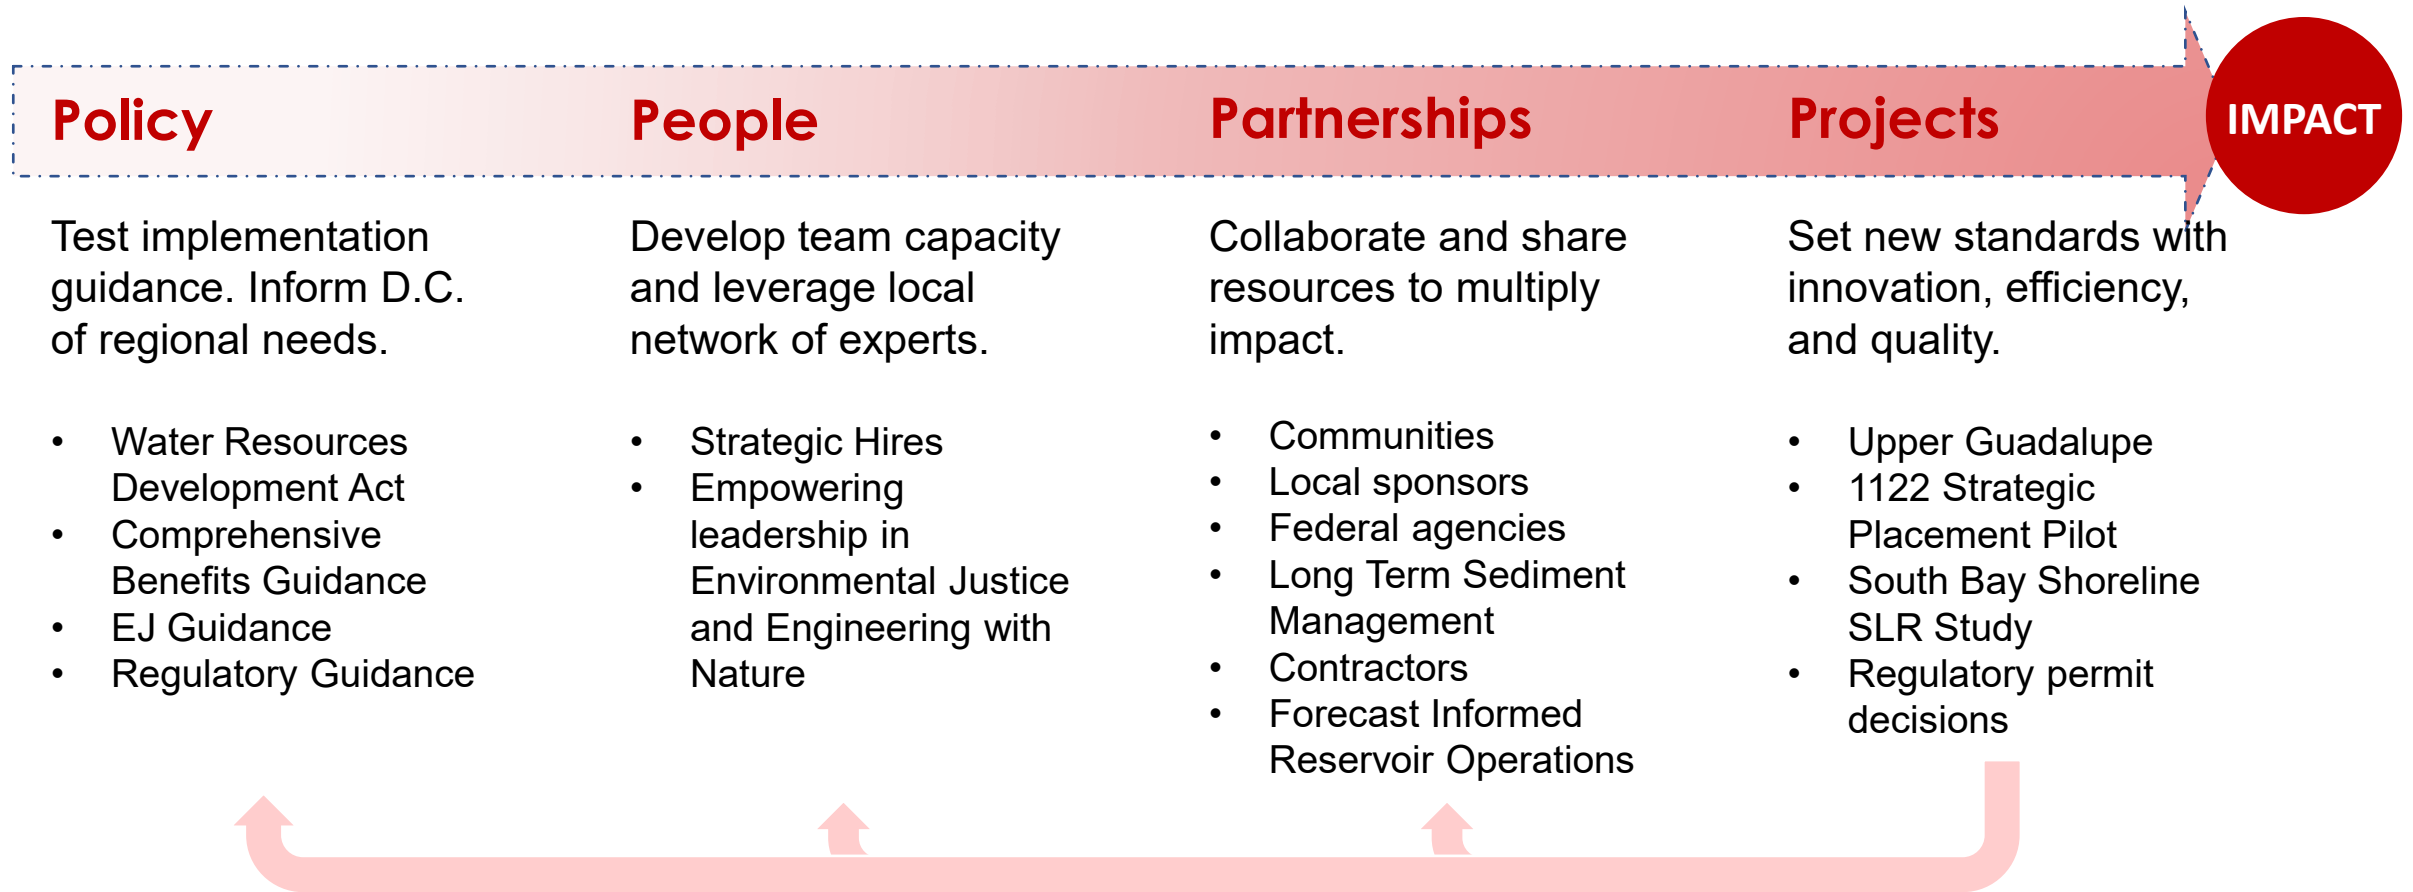 Policy
Test implementation
guidance. Inform D.C.
of regional needs.
• Water Resources
Development Act
• Comprehensive
Benefits Guidance
• EJ Guidance
• Regulatory Guidance
People
Develop team capacity
and leverage local
network of experts.
• Strategic Hires
• Empowering
leadership in
Environmental Justice
and Engineering with
Nature
Partnerships
Collaborate and share
resources to multiply
impact.
• Communities
• Local sponsors
• Federal agencies
• Long Term Sediment
Management
• Contractors
• Forecast Informed
Reservoir Operations
Projects
Set new standards with
innovation, efficiency,
and quality.
• Upper Guadalupe
• 1122 Strategic
Placement Pilot
• South Bay Shoreline
SLR Study
• Regulatory permit
decisions
IMPACT